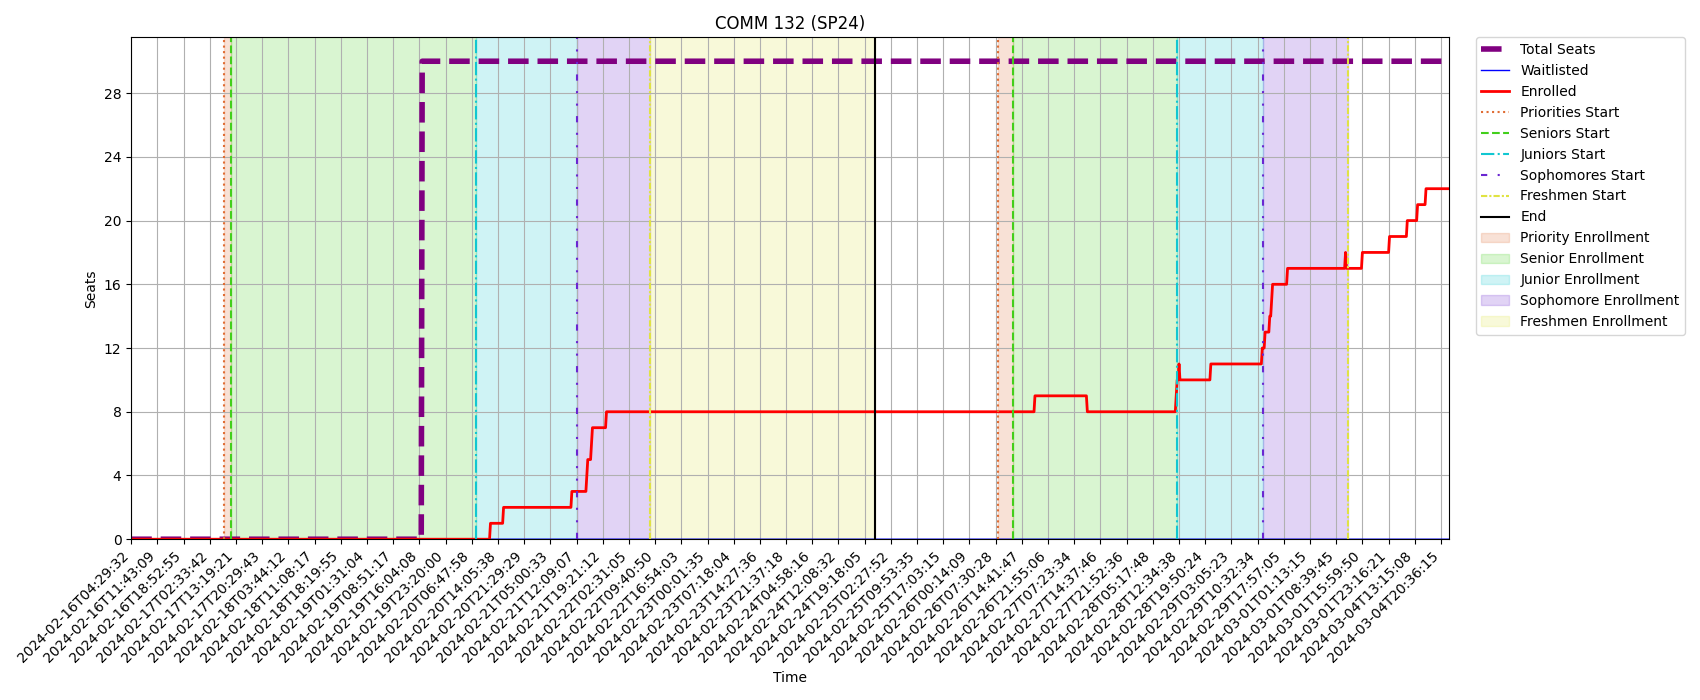 COMM 132 (SP24)
Total Seats
Waitlisted
Enrolled
Priorities Start
Seniors Start
Juniors Start
Sophomores Start
Freshmen Start
End
Priority Enrollment
Senior Enrollment
Junior Enrollment
Sophomore Enrollment
Freshmen Enrollment
Seats
28
24
20
16
12
8
4
0
2024-02-16T04:29:32
2024-02-16T11:43:09
2024-02-16T18:52:55
2024-02-17T02:33:42
2024-02-17T13:19:21
2024-02-17T20:29:43
2024-02-18T03:44:12
2024-02-18T11:08:17
2024-02-18T18:19:55
2024-02-19T01:31:04
2024-02-19T08:51:17
2024-02-19T16:04:08
2024-02-19T23:20:00
2024-02-20T06:47:58
2024-02-20T14:05:38
2024-02-20T21:29:29
2024-02-21T05:00:33
2024-02-21T12:09:07
2024-02-21T19:21:12
2024-02-22T02:31:05
2024-02-22T09:40:50
2024-02-22T16:54:03
2024-02-23T00:01:35
2024-02-23T07:18:04
2024-02-23T14:27:36
2024-02-23T21:37:18
2024-02-24T04:58:16
2024-02-24T12:08:32
2024-02-24T19:18:05
2024-02-25T02:27:52
2024-02-25T09:53:35
2024-02-25T17:03:15
2024-02-26T00:14:09
2024-02-26T07:30:28
2024-02-26T14:41:47
2024-02-26T21:55:06
2024-02-27T07:23:34
2024-02-27T14:37:46
2024-02-27T21:52:36
2024-02-28T05:17:48
2024-02-28T12:34:38
2024-02-28T19:50:24
2024-02-29T03:05:23
2024-02-29T10:32:34
2024-02-29T17:57:05
2024-03-01T01:13:15
2024-03-01T08:39:45
2024-03-01T15:59:50
2024-03-01T23:16:21
2024-03-04T13:15:08
2024-03-04T20:36:15
Time